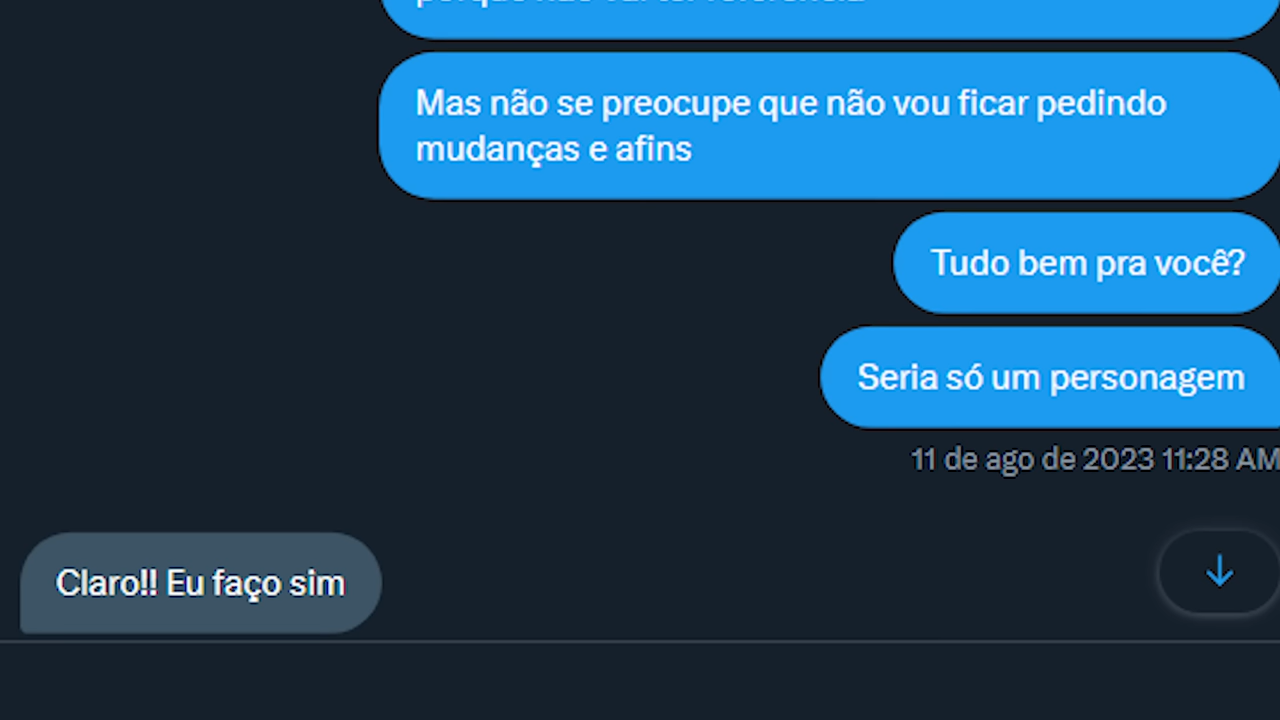 Mas não se preocupe que não vou ficar pedindo
mudanças e afins
Tudo bem pra você?
Seria só um personagem
11 de ago de 2023 11:28 AM
Claro!! Eu faço sim